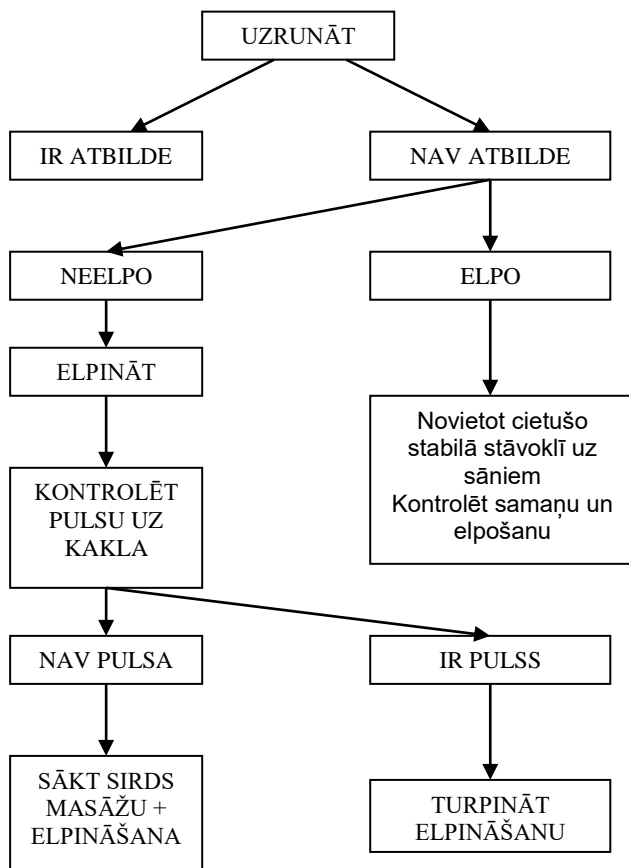 UZRUNĀT
IR ATBILDE
NAV ATBILDE
NEELPO
ELPO
ELPINĀT
Novietot cietušo
stabilā stāvoklī uz
sāniem
Kontrolēt samaņu un
elpošanu
KONTROLĒT
PULSU UZ
KAKLA
NAV PULSA
IR PULSS
SĀKT SIRDS
MASĀŽU +
ELPINĀŠANA
TURPINĀT
ELPINĀŠANU